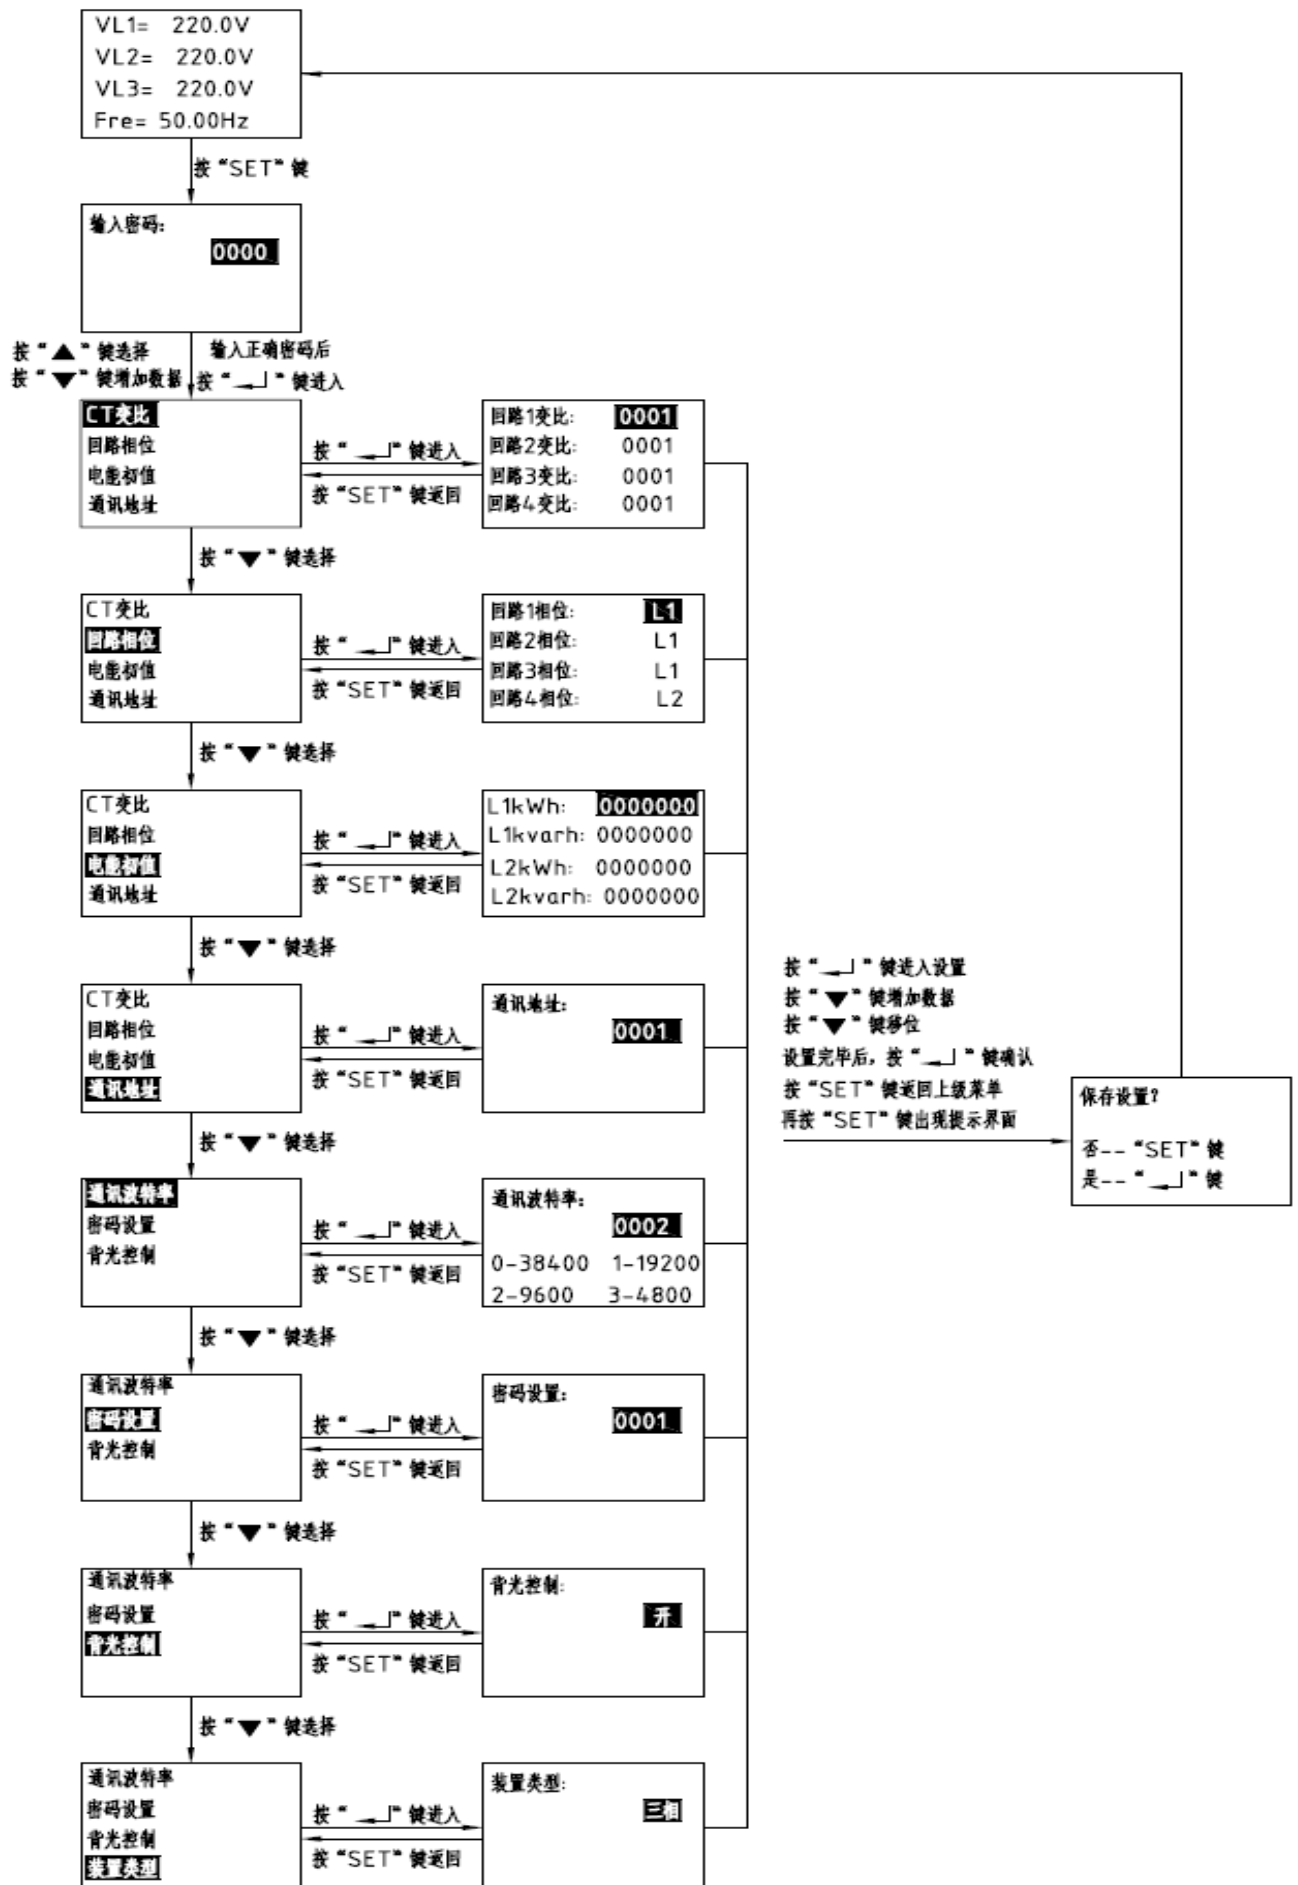 VL1= 220.0V
VL2= 220.0V
VL3= 220.0V
Fre= 50.00Hz
按“SET”键
输入密码:
0000
按“▲”键选择
按“▼”键增加数据
输入正确密码后
按“↵”键进入
CT变比
回路相位
电能初值
通讯地址
按“↵”键进入
按“SET”键返回
回路1变比: 0001
回路2变比: 0001
回路3变比: 0001
回路4变比: 0001
按“▼”键选择
CT变比
回路相位
电能初值
通讯地址
按“↵”键进入
按“SET”键返回
回路1相位: L1
回路2相位: L1
回路3相位: L1
回路4相位: L2
按“▼”键选择
CT变比
回路相位
电能初值
通讯地址
按“↵”键进入
按“SET”键返回
L1kWh: 0000000
L1kvarh: 0000000
L2kWh: 0000000
L2kvarh: 0000000
按“▼”键选择
CT变比
回路相位
电能初值
通讯地址
按“↵”键进入
按“SET”键返回
通讯地址:
0001
按“▼”键选择
通讯波特率
密码设置
背光控制
按“↵”键进入
按“SET”键返回
通讯波特率:
0002
0-38400 1-19200
2-9600 3-4800
按“▼”键选择
通讯波特率
密码设置
背光控制
按“↵”键进入
按“SET”键返回
密码设置:
0001
按“▼”键选择
通讯波特率
密码设置
背光控制
按“↵”键进入
按“SET”键返回
背光控制:
开
按“▼”键选择
通讯波特率
密码设置
背光控制
装置类型
按“↵”键进入
按“SET”键返回
装置类型:
三相
按“↵”键进入设置
按“▼”键增加数据
按“▼”键移位
设置完毕后，按“↵”键确认
按“SET”键返回上级菜单
再按“SET”键出现提示界面
保存设置?
否--“SET”键
是--“↵”键